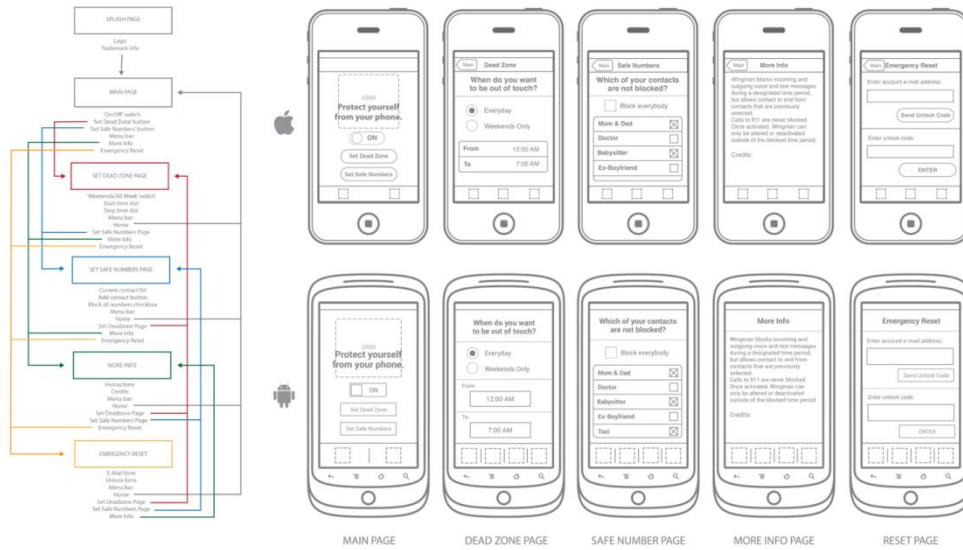 SPLASH PAGE
Logo
Trademark info
MAIN PAGE
'On/Off' switch
'Set Dead Zone' button
'Set Safe Numbers' button
Menu bar:
More Info
Emergency Reset
SET DEAD ZONE PAGE
'Weekends/All Week' switch
Start time dial
Stop time dial
Menu bar:
Home
Set Safe Numbers Page
More Info
Emergency Reset
SET SAFE NUMBERS PAGE
Current contact list
Add contact button
Block all numbers checkbox
Menu bar:
Home
Set Deadzone Page
More Info
Emergency Reset
MORE INFO
Instructions
Credits
Menu bar:
Home
Set Deadzone Page
Set Safe Numbers Page
Emergency Reset
EMERGENCY RESET
E-Mail form
Unlock form
Menu bar:
Home
Set Deadzone Page
Set Safe Numbers Page
More Info
LOGO
Protect yourself
from your phone.
ON
Set Dead Zone
Set Safe Numbers
Main
Dead Zone
When do you want
to be out of touch?
Everyday
Weekends Only
From 12:00 AM
To 7:00 AM
Main
Safe Numbers
Which of your contacts
are not blocked?
Block everybody
Mom & Dad
Doctor
Babysitter
Ex-Boyfriend
Main
More Info
Wingman blocks incoming and
outgoing voice and text messages
during a designated time period,
but allows contact to and from
contacts that are previously
selected.
Calls to 911 are never blocked.
Once activated, Wingman can
only be altered or deactivated
outside of the blocked time period.
Credits:
Main
Emergency Reset
Enter account e-mail address:
Send Unlock Code
Enter unlock code:
ENTER
LOGO
Protect yourself
from your phone.
ON
Set Dead Zone
Set Safe Numbers
When do you want
to be out of touch?
Everyday
Weekends Only
From
12:00 AM
To
7:00 AM
Which of your contacts
are not blocked?
Block everybody
Mom & Dad
Doctor
Babysitter
Ex-Boyfriend
Taxi
More Info
Wingman blocks incoming and
outgoing voice and text messages
during a designated time period,
but allows contact to and from
contacts that are previously
selected.
Calls to 911 are never blocked.
Once activated, Wingman can
only be altered or deactivated
outside of the blocked time period.
Credits:
Emergency Reset
Enter account e-mail address:
Send Unlock Code
Enter unlock code:
ENTER
MAIN PAGE
DEAD ZONE PAGE
SAFE NUMBER PAGE
MORE INFO PAGE
RESET PAGE